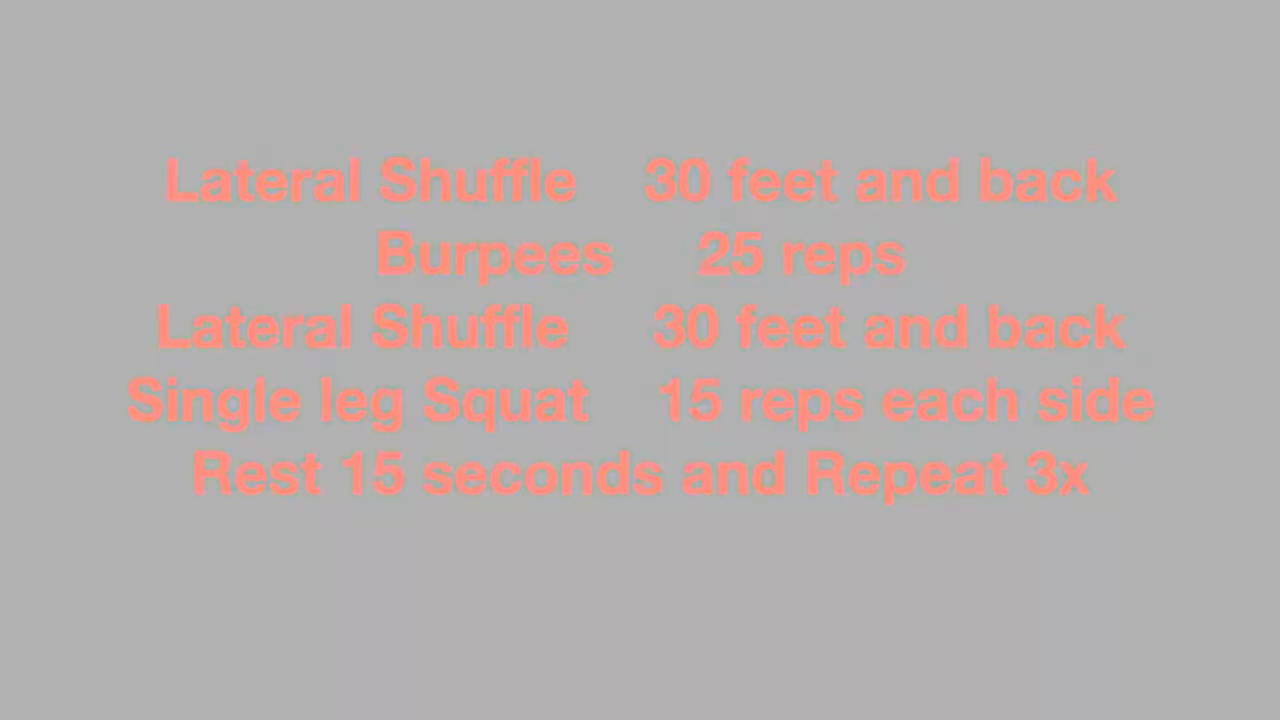 Lateral Shuffle 30 feet and back
Burpees 25 reps
Lateral Shuffle 30 feet and back
Single leg Squat 15 reps each side
Rest 15 seconds and Repeat 3x